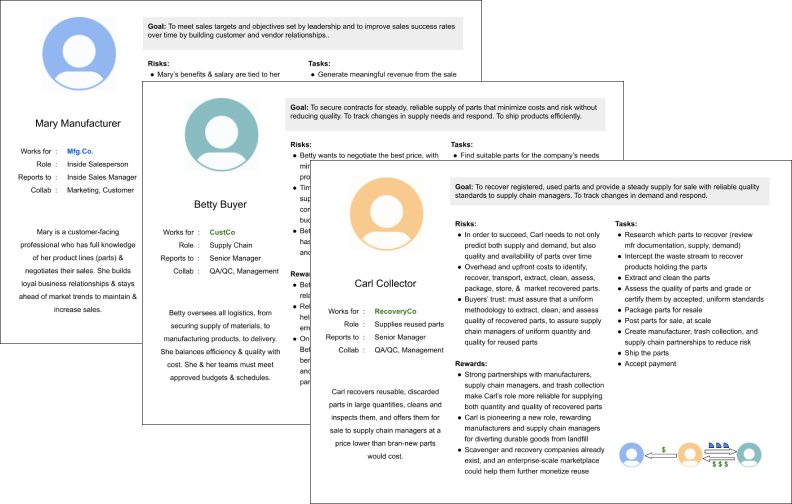 Goal: To meet sales targets and objectives set by leadership and to improve sales success rates
over time by building customer and vendor relationships..
Risks:
● Mary's benefits & salary are tied to her
Tasks:
● Generate meaningful revenue from the sale
Mary Manufacturer
Works for : Mfg.Co.
Role : Inside Salesperson
Reports to : Inside Sales Manager
Collab : Marketing, Customer
Mary is a customer-facing
professional who has full knowledge
of her product lines (parts) &
negotiates their sales. She builds
loyal business relationships & stays
ahead of market trends to maintain &
increase sales.
Goal: To secure contracts for steady, reliable supply of parts that minimize costs and risk without
reducing quality. To track changes in supply needs and respond. To ship products efficiently.
Risks:
● Betty wants to negotiate the best price, with
Tasks:
● Find suitable parts for the company's needs
Betty Buyer
Works for : CustCo
Role : Supply Chain
Reports to : Senior Manager
Collab : QA/QC, Management
Betty oversees all logistics, from
securing supply of materials, to
manufacturing products, to delivery.
She balances efficiency & quality with
cost. She & her teams must meet
approved budgets & schedules.
Goal: To recover registered, used parts and provide a steady supply for sale with reliable quality
standards to supply chain managers. To track changes in demand and respond.
Carl Collector
Works for : RecoveryCo
Role : Supplies reused parts
Reports to : Senior Manager
Collab : QA/QC, Management
Carl recovers reusable, discarded
parts in large quantities, cleans and
inspects them, and offers them for
sale to supply chain managers at a
price lower than bran-new parts
would cost.
Risks:
● In order to succeed, Carl needs to not only
predict both supply and demand, but also
quality and availability of parts over time
● Overhead and upfront costs to identify,
recover, transport, extract, clean, assess,
package, store, & market recovered parts.
● Buyers' trust: must assure that a uniform
methodology to extract, clean, and assess
quality of recovered parts, to assure supply
chain managers of uniform quantity and
quality for reused parts
Rewards:
● Strong partnerships with manufacturers,
supply chain managers, and trash collection
make Carl's role more reliable for supplying
both quantity and quality of recovered parts
● Carl is pioneering a new role, rewarding
manufacturers and supply chain managers
for diverting durable goods from landfill
● Scavenger and recovery companies already
exist, and an enterprise-scale marketplace
could help them further monetize reuse
Tasks:
● Research which parts to recover (review
mfr documentation, supply, demand)
● Intercept the waste stream to recover
products holding the parts
● Extract and clean the parts
● Assess the quality of parts and grade or
certify them by accepted, uniform standards
● Package parts for resale
● Post parts for sale, at scale
● Create manufacturer, trash collection, and
supply chain partnerships to reduce risk
● Ship the parts
● Accept payment
$
$ $ $